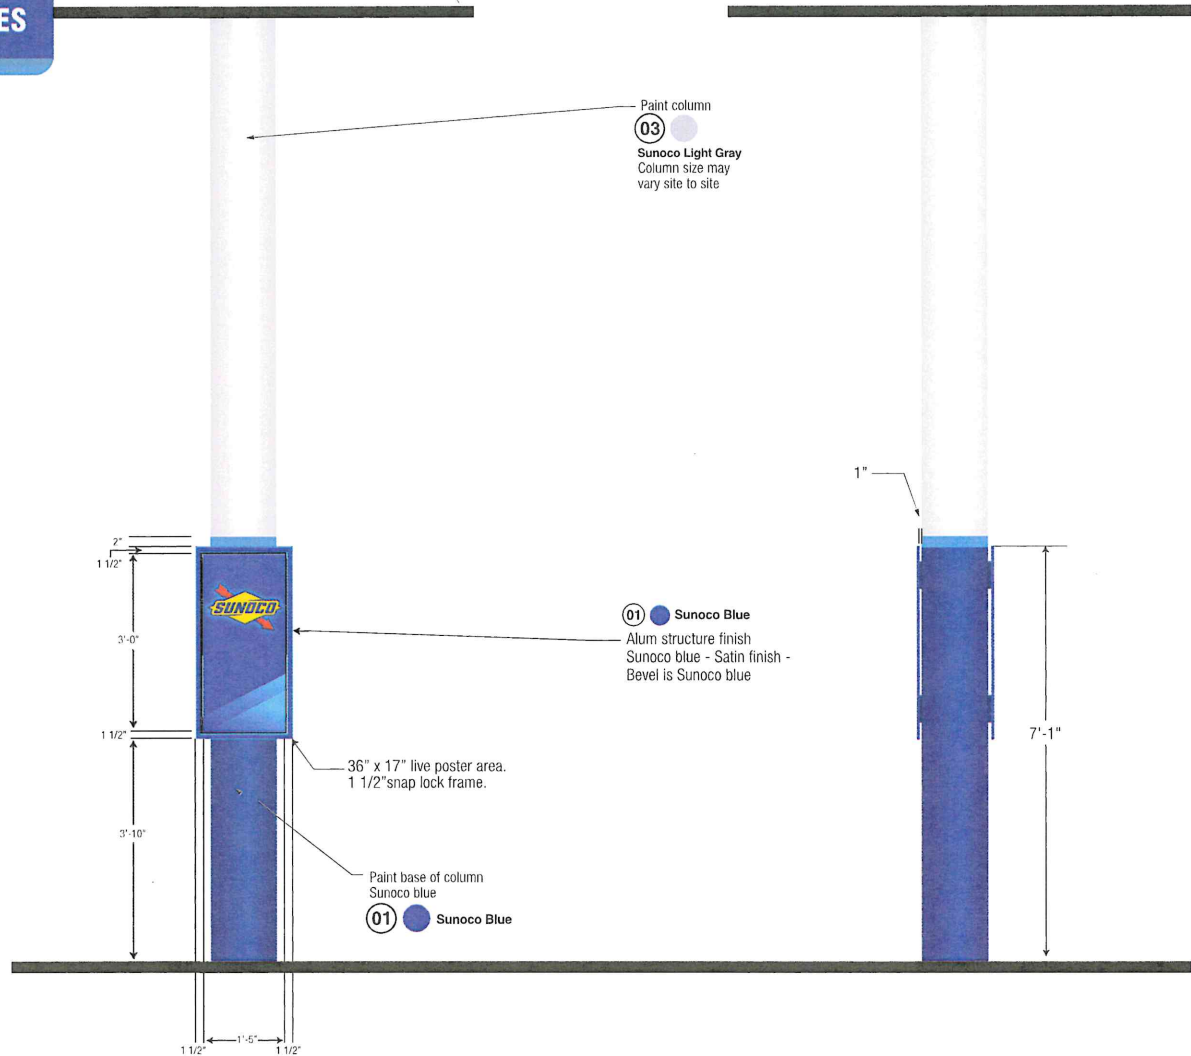 ES
Paint column
03
Sunoco Light Gray
Column size may
vary site to site
1"
2"
1 1/2"
SUNOCO
3'-0"
01 Sunoco Blue
Alum structure finish
Sunoco blue - Satin finish -
Bevel is Sunoco blue
1 1/2"
7'-1"
36" x 17" live poster area.
1 1/2"snap lock frame.
3'-10"
Paint base of column
Sunoco blue
01 Sunoco Blue
1'-5"
1 1/2" 1 1/2"